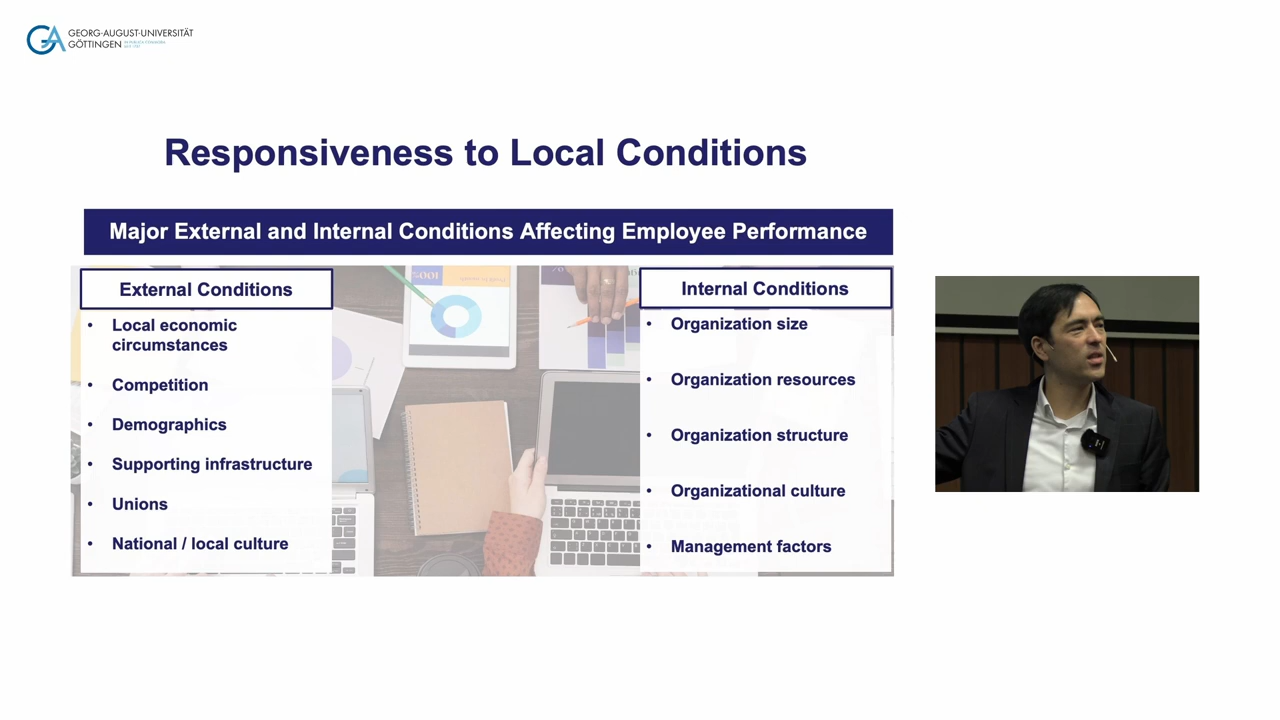 GEORG-AUGUST-UNIVERSITÄT
GÖTTINGEN
Responsiveness to Local Conditions
Major External and Internal Conditions Affecting Employee Performance
External Conditions
• Local economic
circumstances
• Competition
• Demographics
• Supporting infrastructure
• Unions
• National / local culture
Internal Conditions
• Organization size
• Organization resources
• Organization structure
• Organizational culture
• Management factors